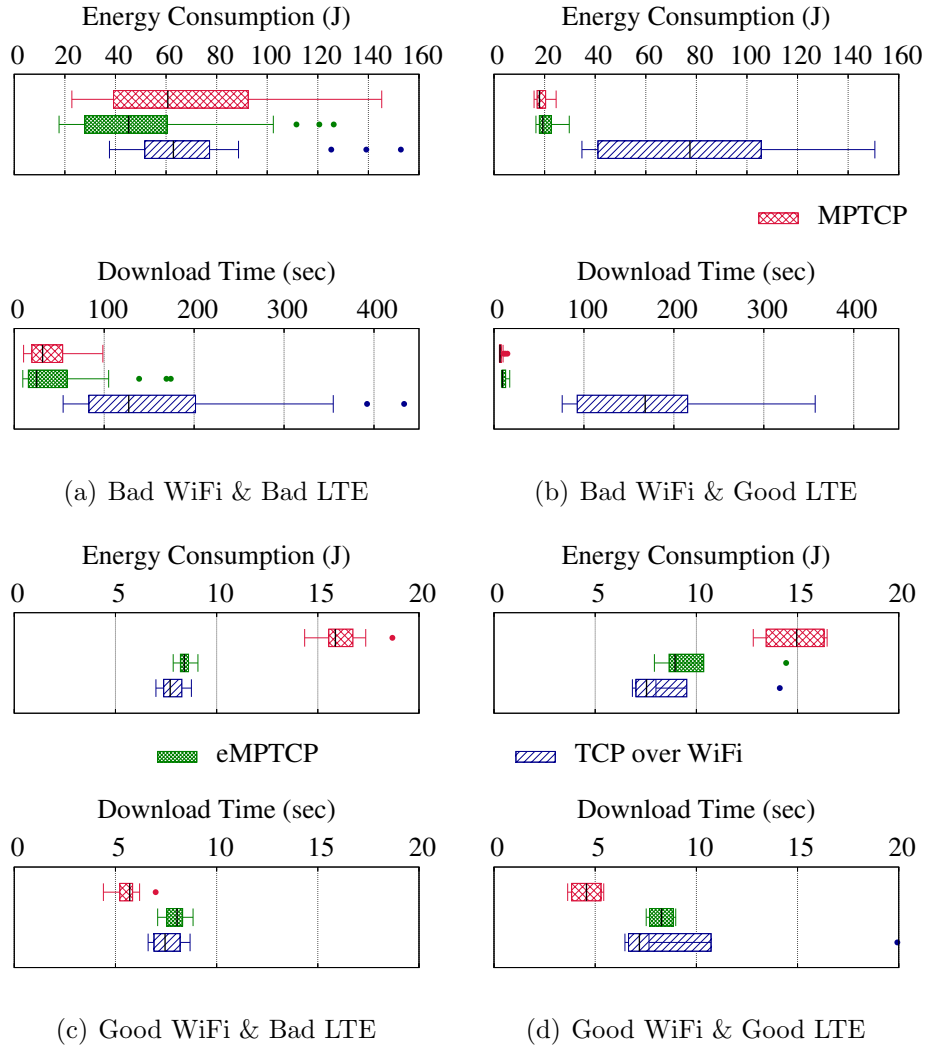 Energy Consumption (J)
0 20 40 60 80 100 120 140 160
Energy Consumption (J)
0 20 40 60 80 100 120 140 160
MPTCP
Download Time (sec)
0 100 200 300 400
Download Time (sec)
0 100 200 300 400
(a) Bad WiFi & Bad LTE
(b) Bad WiFi & Good LTE
Energy Consumption (J)
0 5 10 15 20
Energy Consumption (J)
0 5 10 15 20
eMPTCP
TCP over WiFi
Download Time (sec)
0 5 10 15 20
Download Time (sec)
0 5 10 15 20
(c) Good WiFi & Bad LTE
(d) Good WiFi & Good LTE